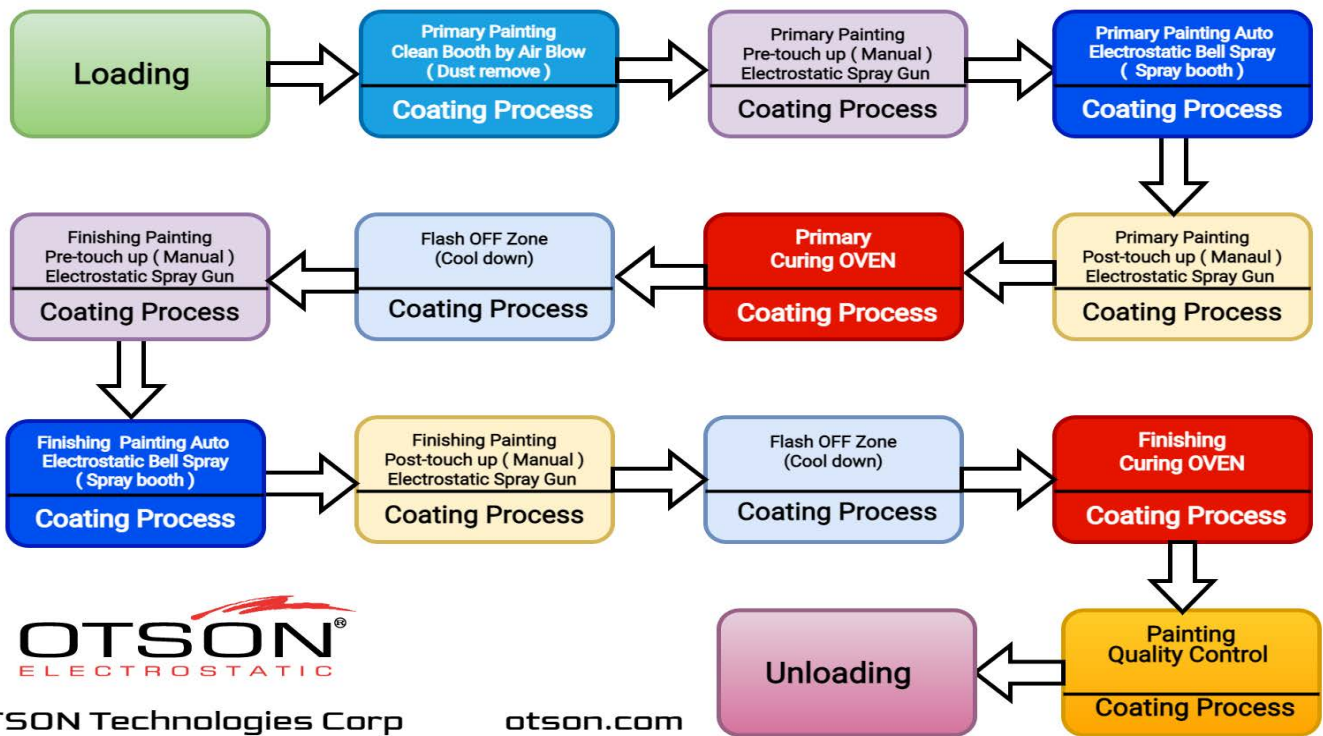 Loading
Primary Painting
Clean Booth by Air Blow
( Dust remove )
Coating Process
Primary Painting
Pre-touch up ( Manual )
Electrostatic Spray Gun
Coating Process
Primary Painting Auto
Electrostatic Bell Spray
( Spray booth )
Coating Process
Primary Painting
Post-touch up ( Manaul )
Electrostatic Spray Gun
Coating Process
Primary
Curing OVEN
Coating Process
Flash OFF Zone
(Cool down)
Coating Process
Finishing Painting
Pre-touch up ( Manual )
Electrostatic Spray Gun
Coating Process
Finishing Painting Auto
Electrostatic Bell Spray
( Spray booth )
Coating Process
Finishing Painting
Post-touch up ( Manual )
Electrostatic Spray Gun
Coating Process
Flash OFF Zone
(Cool down)
Coating Process
Finishing
Curing OVEN
Coating Process
Painting
Quality Control
Coating Process
Unloading
OTSON®
ELECTROSTATIC
TSON Technologies Corp
otson.com